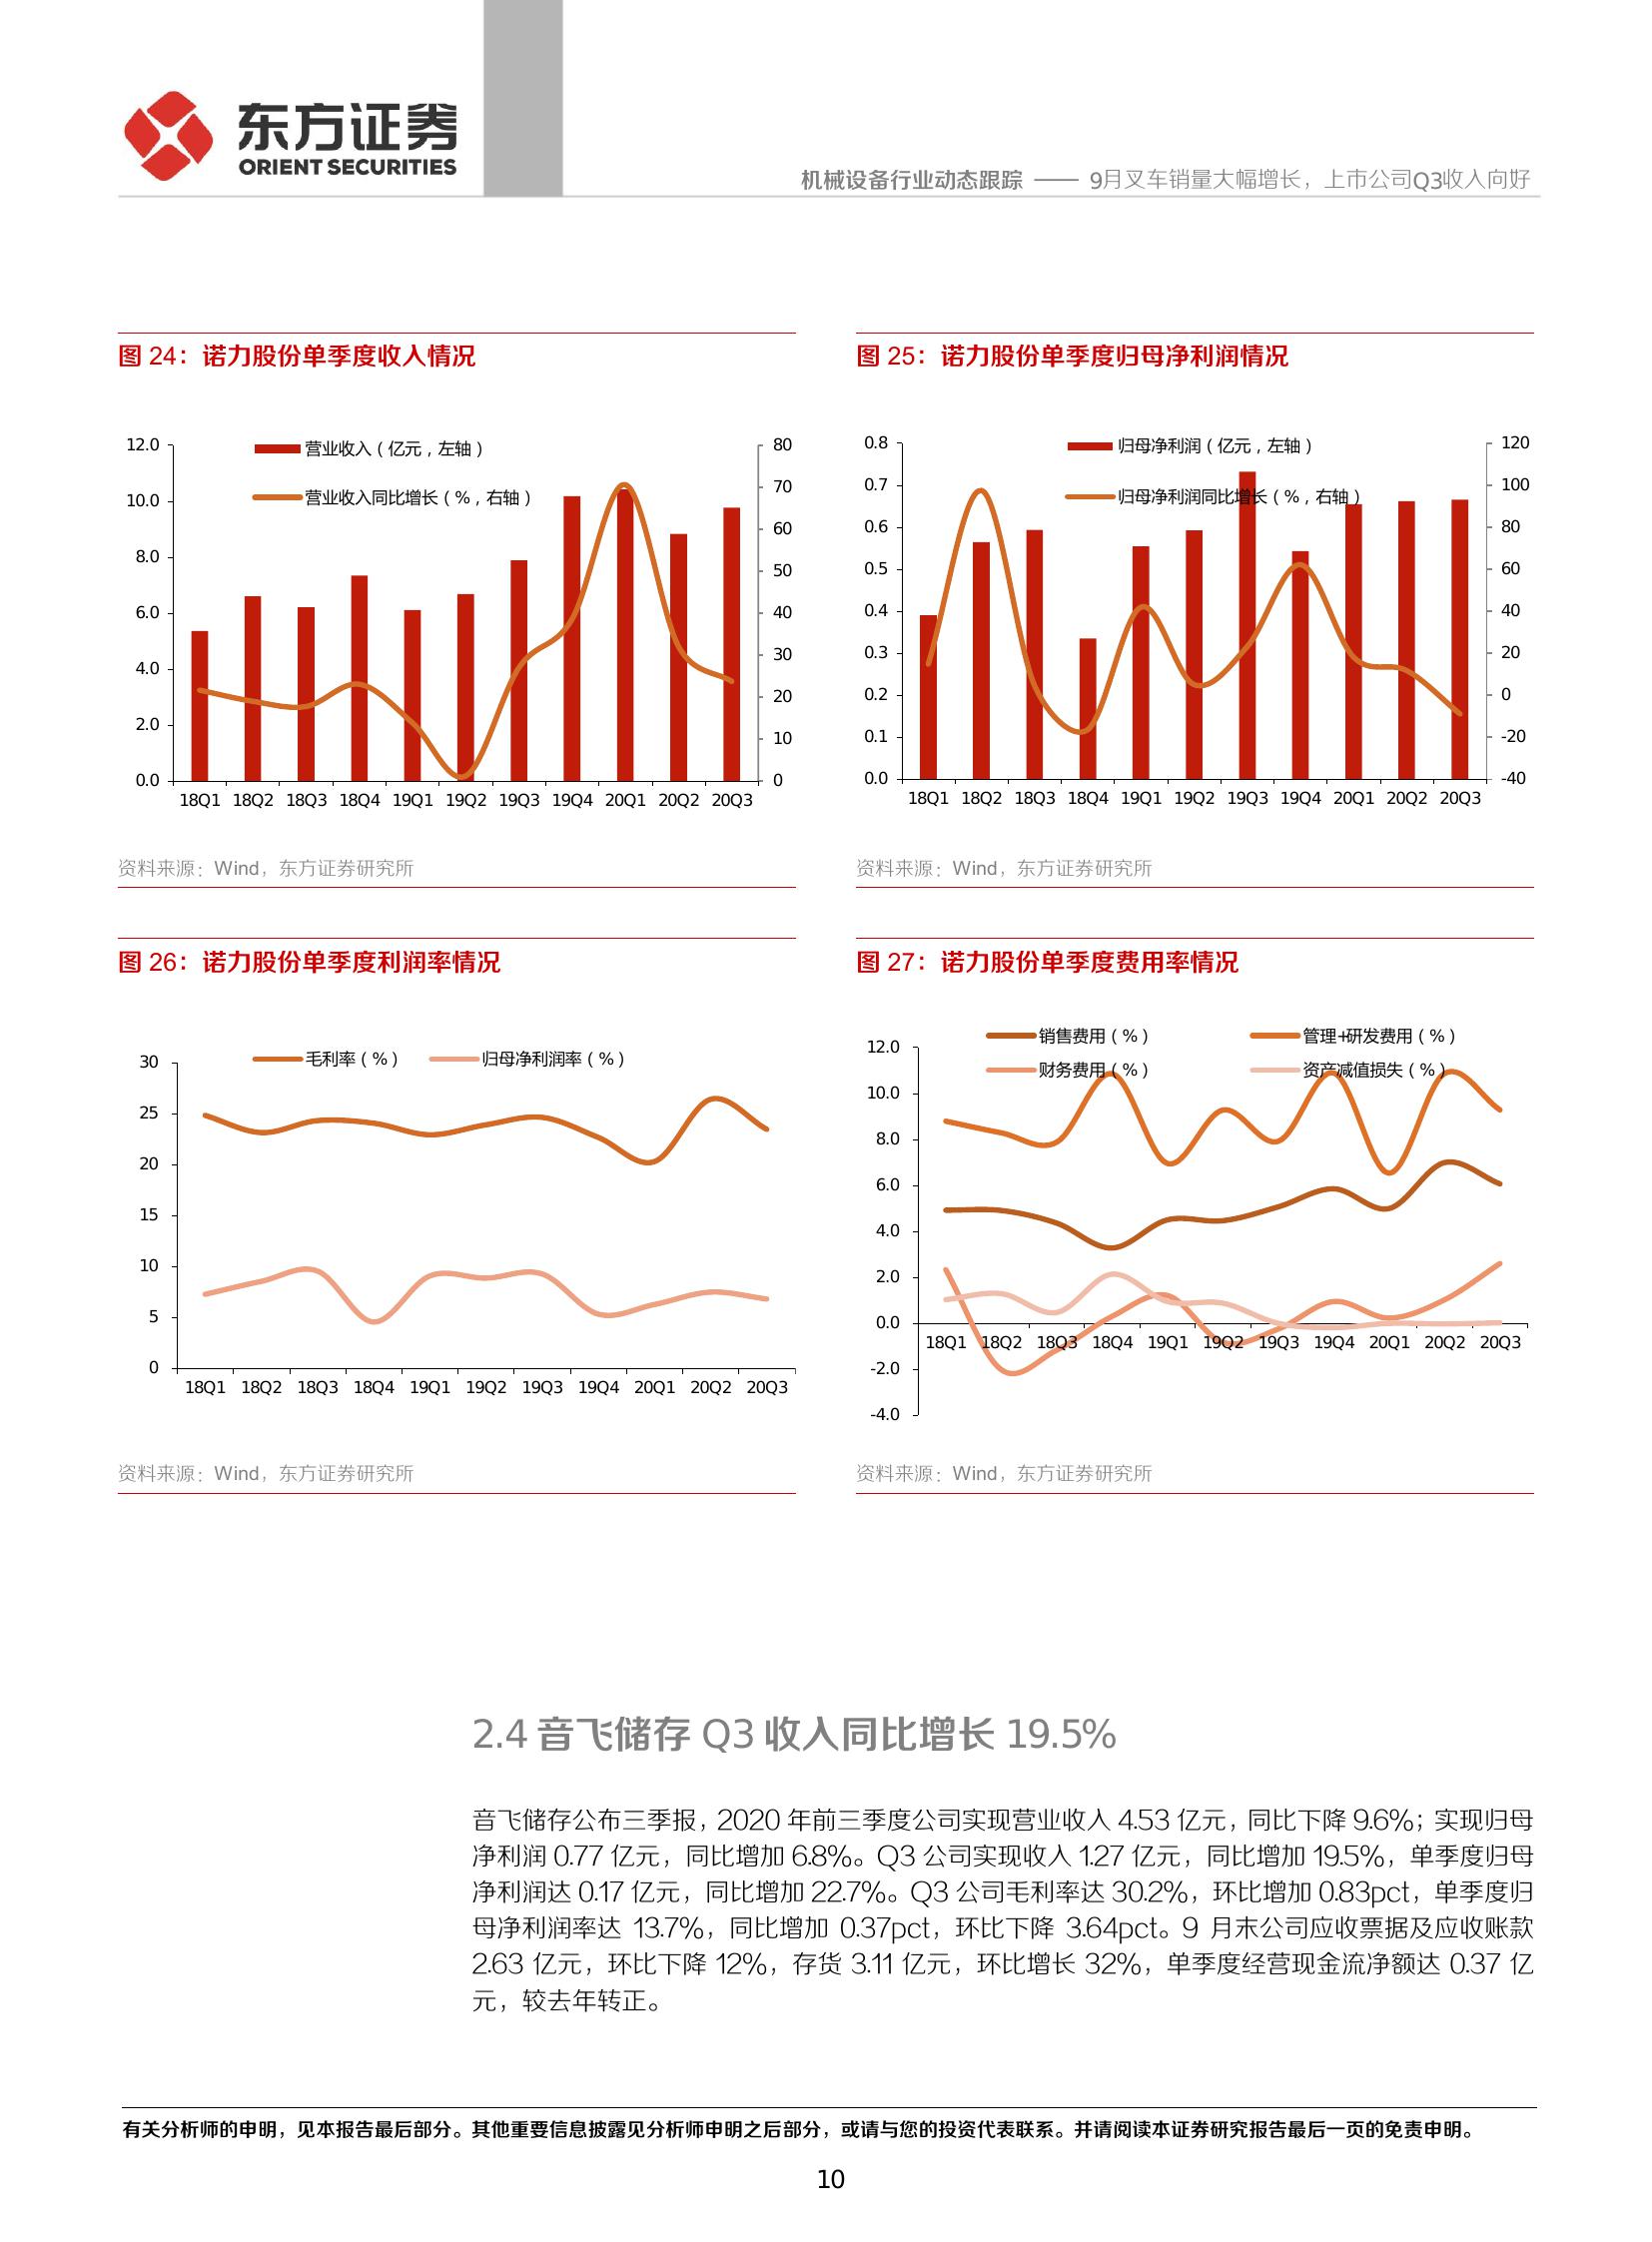 东方证券
ORIENT SECURITIES
机械设备行业动态跟踪 —— 9月叉车销量大幅增长，上市公司Q3收入向好
图 24：诺力股份单季度收入情况
营业收入（亿元，左轴）
营业收入同比增长（%，右轴）
12.0
10.0
8.0
6.0
4.0
2.0
0.0
80
70
60
50
40
30
20
10
0
18Q1 18Q2 18Q3 18Q4 19Q1 19Q2 19Q3 19Q4 20Q1 20Q2 20Q3
资料来源：Wind，东方证券研究所
图 25：诺力股份单季度归母净利润情况
归母净利润（亿元，左轴）
归母净利润同比增长（%，右轴）
0.8
0.7
0.6
0.5
0.4
0.3
0.2
0.1
0.0
120
100
80
60
40
20
0
-20
-40
18Q1 18Q2 18Q3 18Q4 19Q1 19Q2 19Q3 19Q4 20Q1 20Q2 20Q3
资料来源：Wind，东方证券研究所
图 26：诺力股份单季度利润率情况
毛利率（%） 归母净利润率（%）
30
25
20
15
10
5
0
18Q1 18Q2 18Q3 18Q4 19Q1 19Q2 19Q3 19Q4 20Q1 20Q2 20Q3
资料来源：Wind，东方证券研究所
图 27：诺力股份单季度费用率情况
销售费用（%） 管理+研发费用（%）
财务费用（%） 资产减值损失（%）
12.0
10.0
8.0
6.0
4.0
2.0
0.0
-2.0
-4.0
18Q1 18Q2 18Q3 18Q4 19Q1 19Q2 19Q3 19Q4 20Q1 20Q2 20Q3
资料来源：Wind，东方证券研究所
2.4 音飞储存 Q3 收入同比增长 19.5%
音飞储存公布三季报，2020 年前三季度公司实现营业收入 4.53 亿元，同比下降 9.6%；实现归母
净利润 0.77 亿元，同比增加 6.8%。Q3 公司实现收入 1.27 亿元，同比增加 19.5%，单季度归母
净利润达 0.17 亿元，同比增加 22.7%。Q3 公司毛利率达 30.2%，环比增加 0.83pct，单季度归
母净利润率达 13.7%，同比增加 0.37pct，环比下降 3.64pct。9 月末公司应收票据及应收账款
2.63 亿元，环比下降 12%，存货 3.11 亿元，环比增长 32%，单季度经营现金流净额达 0.37 亿
元，较去年转正。
有关分析师的申明，见本报告最后部分。其他重要信息披露见分析师申明之后部分，或请与您的投资代表联系。并请阅读本证券研究报告最后一页的免责申明。
10